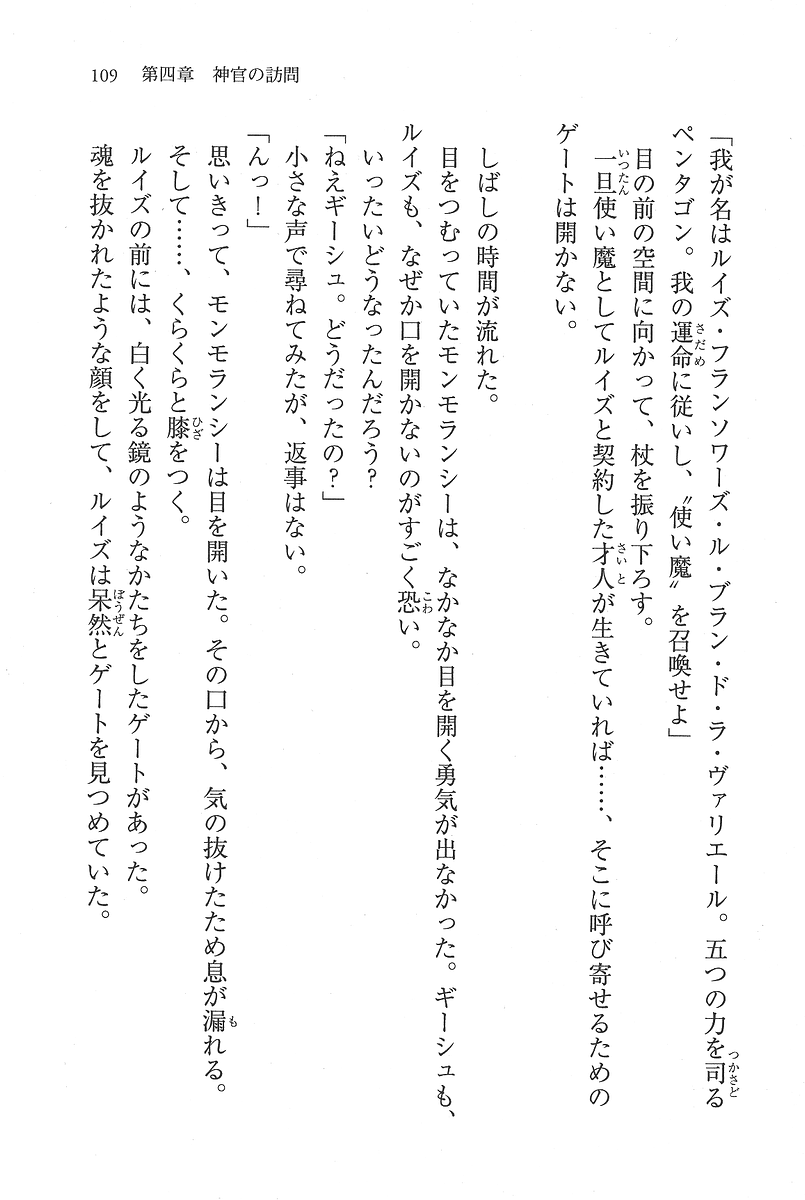 109　第四章　神官の訪問
「我が名はルイズ・フランソワーズ・ル・ブラン・ド・ラ・ヴァリエール。五つの力を司る
ペンタゴン。我の運命に従いし、〝使い魔〟を召喚せよ」
　目の前の空間に向かって、杖を振り下ろす。
　一旦使い魔としてルイズと契約した才人が生きていれば……、そこに呼び寄せるための
ゲートは開かない。
　しばしの時間が流れた。
　目をつむっていたモンモランシーは、なかなか目を開く勇気が出なかった。ギーシュも、
ルイズも、なぜか口を開かないのがすごく恐い。
　いったいどうなったんだろう？
「ねえギーシュ。どうだったの？」
　小さな声で尋ねてみたが、返事はない。
「んっ！」
　思いきって、モンモランシーは目を開いた。その口から、気の抜けたため息が漏れる。
　そして……、くらくらと膝をつく。
　ルイズの前には、白く光る鏡のようなかたちをしたゲートがあった。
　魂を抜かれたような顔をして、ルイズは呆然とゲートを見つめていた。